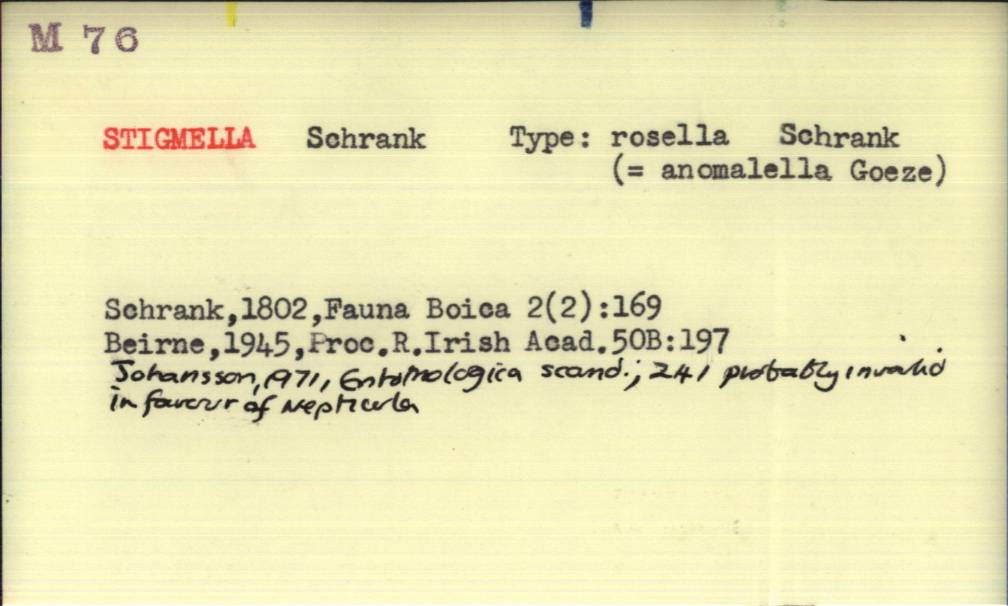 M 76
STIGMELLA Schrank Type: rosella Schrank
(= anomalella Goeze)
Schrank,1802,Fauna Boica 2(2):169
Beirne,1945,Proc.R.Irish Acad.50B:197
Johansson, 1971, Entomologica scand.; 241 probably invalid
in favour of Nepticula